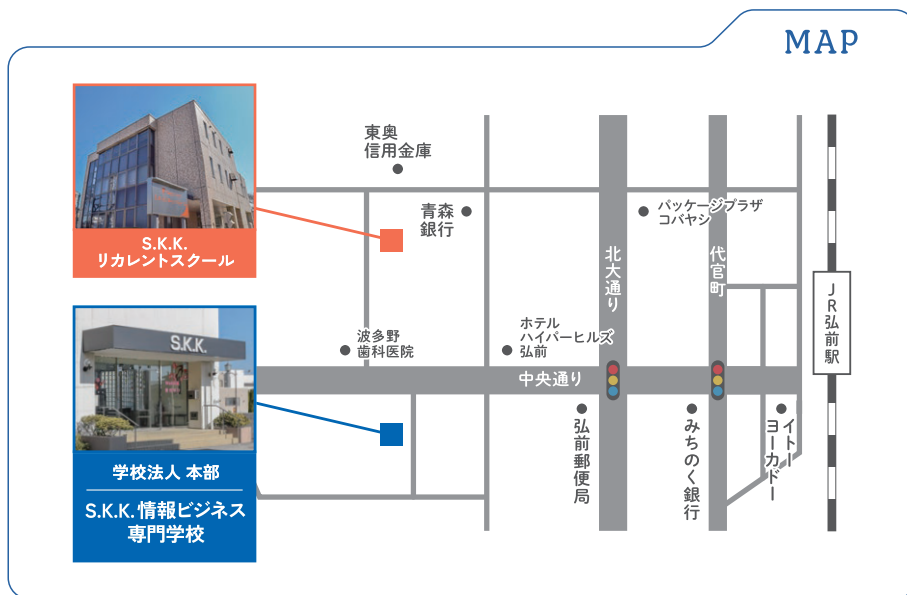 MAP
S.K.K.
リカレントスクール
S.K.K.
学校法人 本部
S.K.K.情報ビジネス
専門学校
東奥
信用金庫
青森
銀行
パッケージプラザ
コバヤシ
北大通り
代官町
JR弘前駅
波多野
歯科医院
ホテル
ハイパーヒルズ
弘前
中央通り
弘前郵便局
みちのく銀行
イトー
ヨーカドー